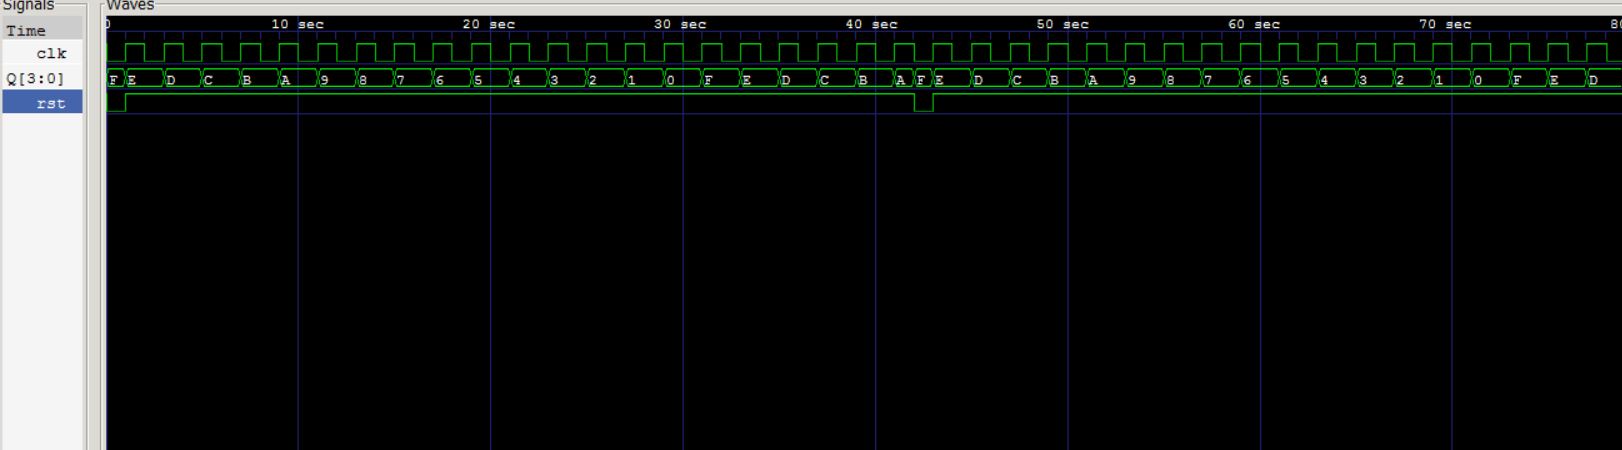 Signals
Waves
Time
0 10 sec 20 sec 30 sec 40 sec 50 sec 60 sec 70 sec 80
clk
Q[3:0] F E D C B A 9 8 7 6 5 4 3 2 1 0 F E D C B A F E D C B A 9 8 7 6 5 4 3 2 1 0 F E D
rst